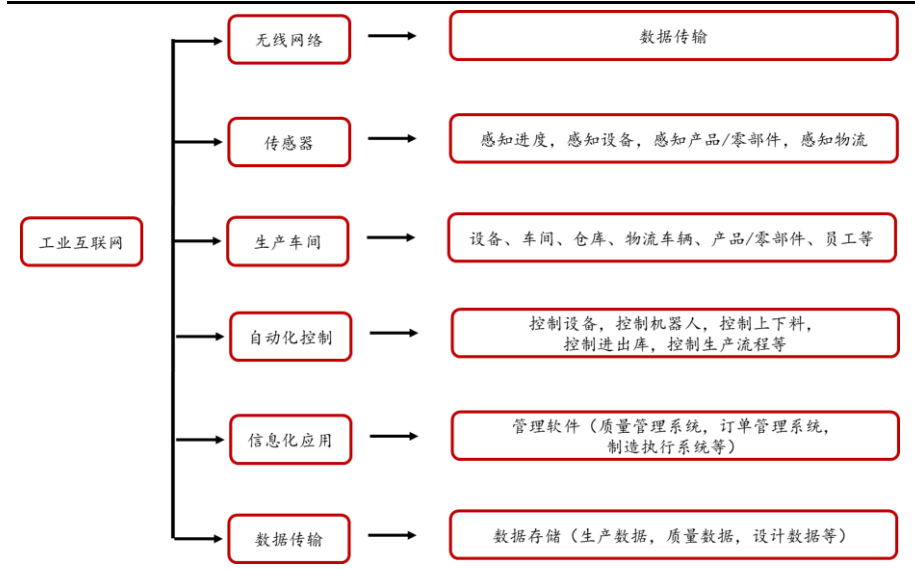 无线网络
数据传输
传感器
感知进度，感知设备，感知产品/零部件，感知物流
工业互联网
生产车间
设备、车间、仓库、物流车辆、产品/零部件、员工等
自动化控制
控制设备，控制机器人，控制上下料，
控制进出库，控制生产流程等
信息化应用
管理软件（质量管理系统，订单管理系统，
制造执行系统等）
数据传输
数据存储（生产数据，质量数据，设计数据等）